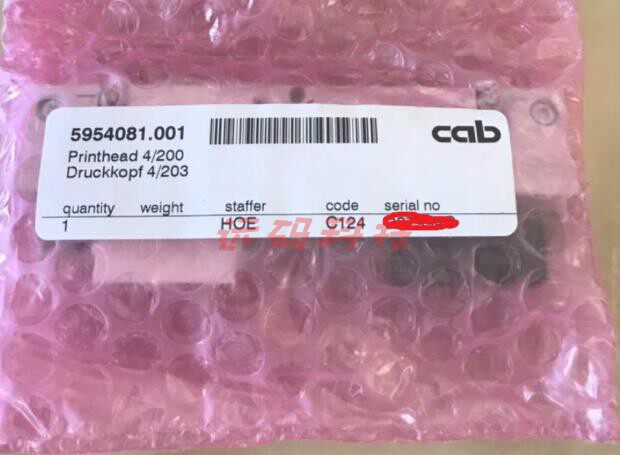 5954081.001
cab
Printhead 4/200
Druckkopf 4/203
quantity weight staffer code serial no
1 HOE C124
码科技